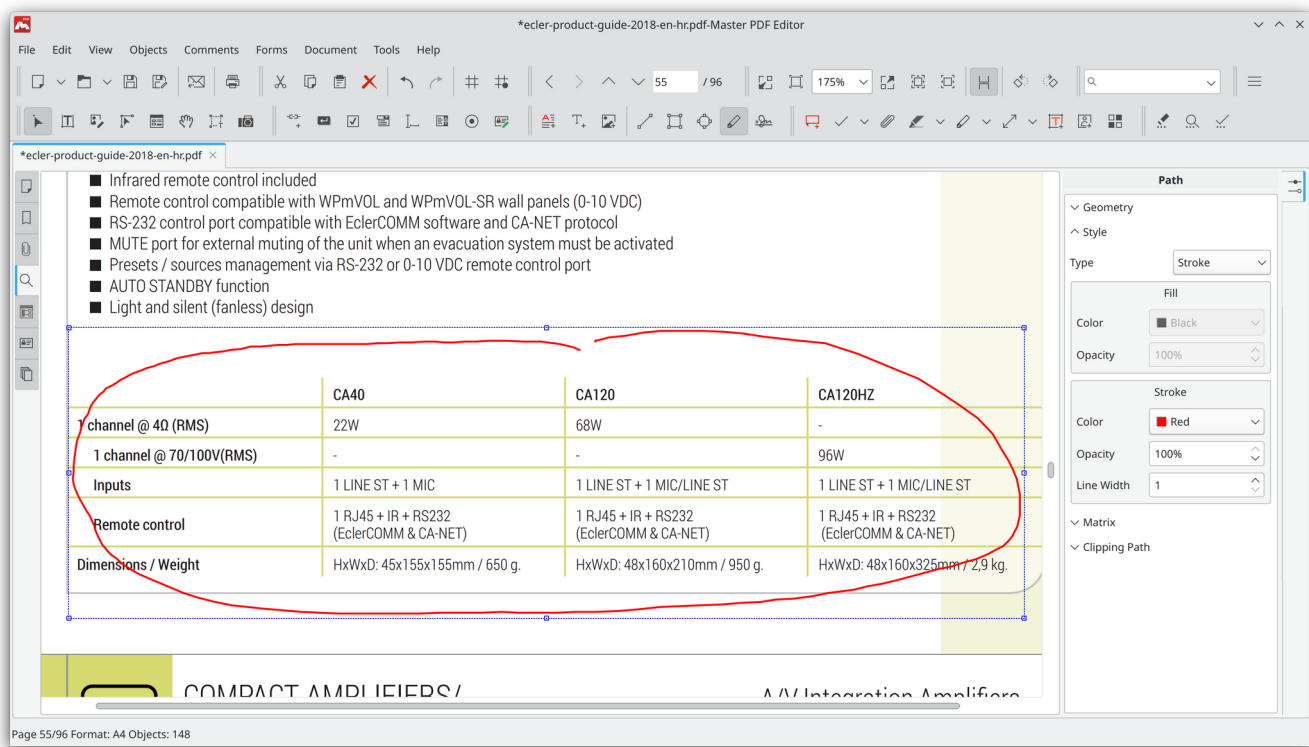 *ecler-product-guide-2018-en-hr.pdf-Master PDF Editor
File Edit View Objects Comments Forms Document Tools Help
55 / 96 175%
*ecler-product-guide-2018-en-hr.pdf
■ Infrared remote control included
■ Remote control compatible with WPmVOL and WPmVOL-SR wall panels (0-10 VDC)
■ RS-232 control port compatible with EclerCOMM software and CA-NET protocol
■ MUTE port for external muting of the unit when an evacuation system must be activated
■ Presets / sources management via RS-232 or 0-10 VDC remote control port
■ AUTO STANDBY function
■ Light and silent (fanless) design
CA40 CA120 CA120HZ
1 channel @ 4Ω (RMS) 22W 68W -
1 channel @ 70/100V(RMS) - - 96W
Inputs 1 LINE ST + 1 MIC 1 LINE ST + 1 MIC/LINE ST 1 LINE ST + 1 MIC/LINE ST
Remote control 1 RJ45 + IR + RS232 1 RJ45 + IR + RS232 1 RJ45 + IR + RS232
(EclerCOMM & CA-NET) (EclerCOMM & CA-NET) (EclerCOMM & CA-NET)
Dimensions / Weight HxWxD: 45x155x155mm / 650 g. HxWxD: 48x160x210mm / 950 g. HxWxD: 48x160x325mm / 2,9 kg.
COMPACT AMPLIFIERS/ A/V Integration Amplifiers
Path
Geometry
Style
Type Stroke
Fill
Color Black
Opacity 100%
Stroke
Color Red
Opacity 100%
Line Width 1
Matrix
Clipping Path
Page 55/96 Format: A4 Objects: 148